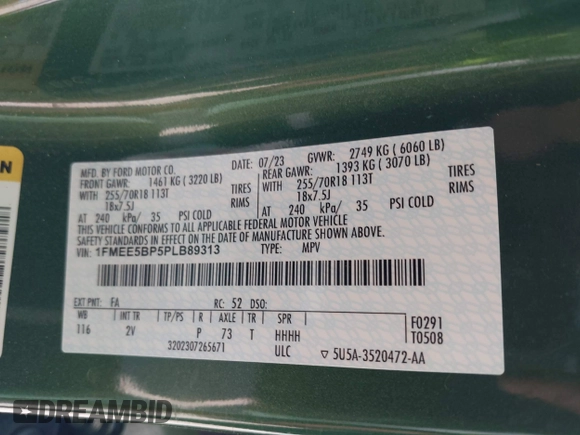 MFD. BY FORD MOTOR CO.
DATE: 07/23 GVWR: 2749 KG ( 6060 LB)
FRONT GAWR: 1461 KG ( 3220 LB) REAR GAWR: 1393 KG ( 3070 LB)
WITH 255/70R18 113T TIRES WITH 255/70R18 113T TIRES
18x7.5J RIMS 18x7.5J RIMS
AT 240 kPa/ 35 PSI COLD AT 240 kPa/ 35 PSI COLD
THIS VEHICLE CONFORMS TO ALL APPLICABLE FEDERAL MOTOR VEHICLE
SAFETY AND THEFT PREVENTION STANDARDS IN EFFECT ON THE DATE OF MANUFACTURE SHOWN ABOVE.
VIN: 1FMEE5BP5PLB89313 TYPE: MPV
EXT PNT: FA RC: 52 DSO:
WB INT TR TP/PS R AXLE TR SPR F0291
116 2V P 73 T HHHH T0508
3202307265671 ULC ▽ 5U5A-3520472-AA
DREAMBID